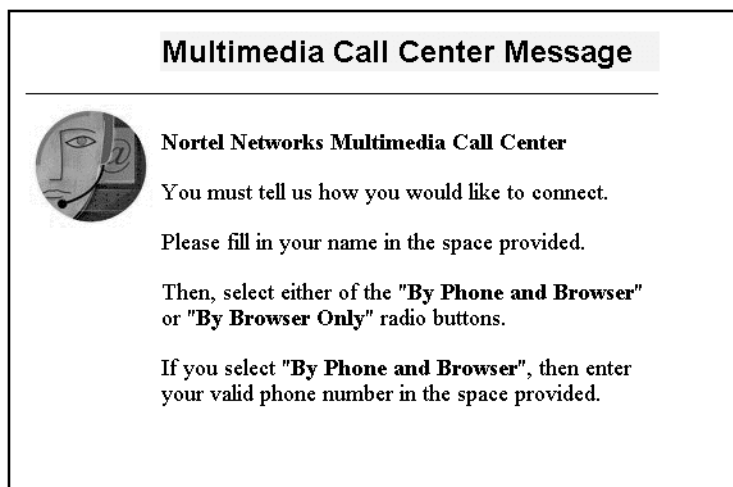 Multimedia Call Center Message
@
Nortel Networks Multimedia Call Center
You must tell us how you would like to connect.
Please fill in your name in the space provided.
Then, select either of the "By Phone and Browser"
or "By Browser Only" radio buttons.
If you select "By Phone and Browser", then enter
your valid phone number in the space provided.